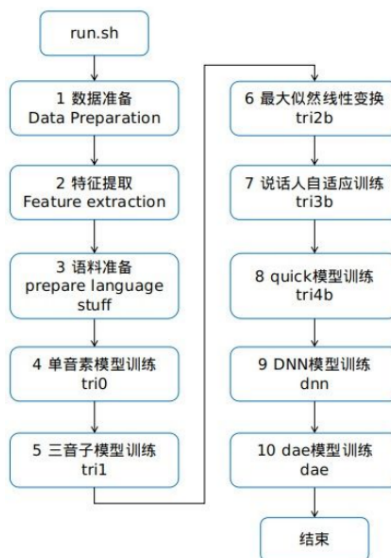 run.sh
1 数据准备
Data Preparation
2 特征提取
Feature extraction
3 语料准备
prepare language
stuff
4 单音素模型训练
tri0
5 三音子模型训练
tri1
6 最大似然线性变换
tri2b
7 说话人自适应训练
tri3b
8 quick模型训练
tri4b
9 DNN模型训练
dnn
10 dae模型训练
dae
结束